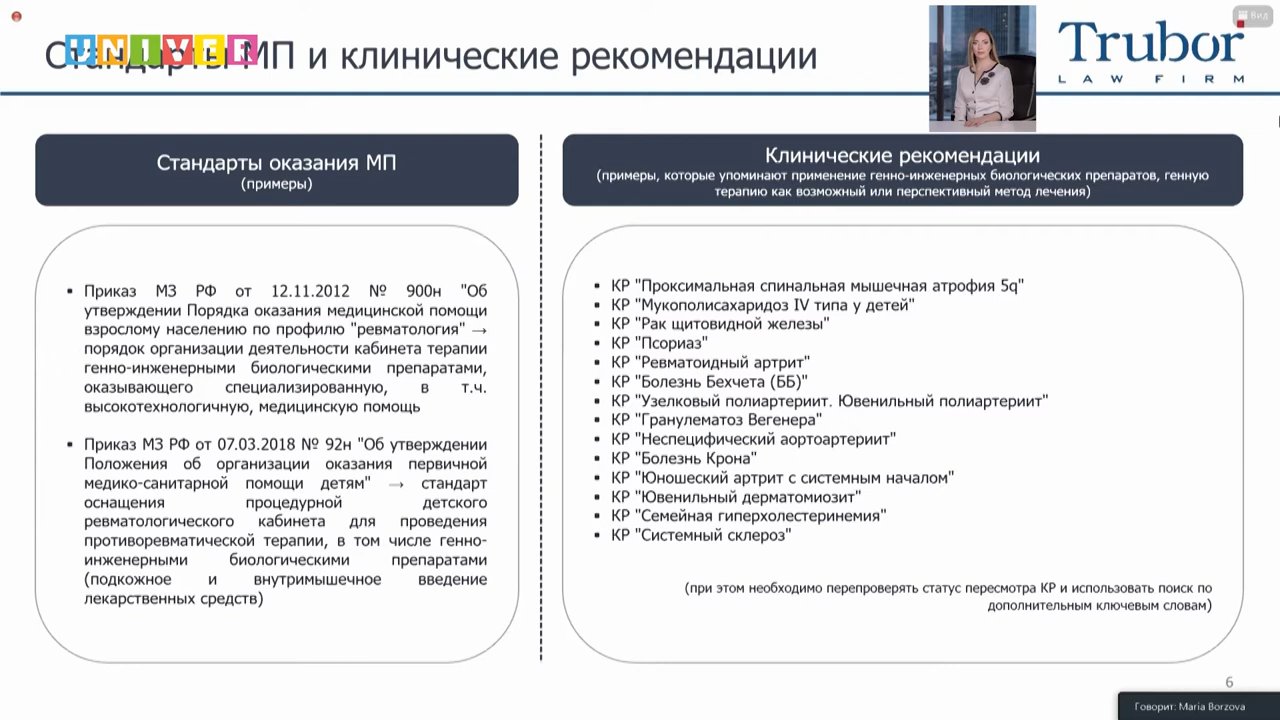 Вид
UNIVER
Стандарты МП и клинические рекомендации
Trubor
LAW FIRM
Стандарты оказания МП
(примеры)
Приказ МЗ РФ от 12.11.2012 № 900н "Об
утверждении Порядка оказания медицинской помощи
взрослому населению по профилю "ревматология" →
порядок организации деятельности кабинета терапии
генно-инженерными биологическими препаратами,
оказывающего специализированную, в т.ч.
высокотехнологичную, медицинскую помощь
Приказ МЗ РФ от 07.03.2018 № 92н "Об утверждении
Положения об организации оказания первичной
медико-санитарной помощи детям" → стандарт
оснащения процедурной детского
ревматологического кабинета для проведения
противоревматической терапии, в том числе генно-
инженерными биологическими препаратами
(подкожное и внутримышечное введение
лекарственных средств)
Клинические рекомендации
(примеры, которые упоминают применение генно-инженерных биологических препаратов, генную
терапию как возможный или перспективный метод лечения)
КР "Проксимальная спинальная мышечная атрофия 5q"
КР "Мукополисахаридоз IV типа у детей"
КР "Рак щитовидной железы"
КР "Псориаз"
КР "Ревматоидный артрит"
КР "Болезнь Бехчета (ББ)"
КР "Узелковый полиартериит. Ювенильный полиартериит"
КР "Гранулематоз Вегенера"
КР "Неспецифический аортоартериит"
КР "Болезнь Крона"
КР "Юношеский артрит с системным началом"
КР "Ювенильный дерматомиозит"
КР "Семейная гиперхолестеринемия"
КР "Системный склероз"
(при этом необходимо перепроверять статус пересмотра КР и использовать поиск по
дополнительным ключевым словам)
6
Говорит: Maria Borzova